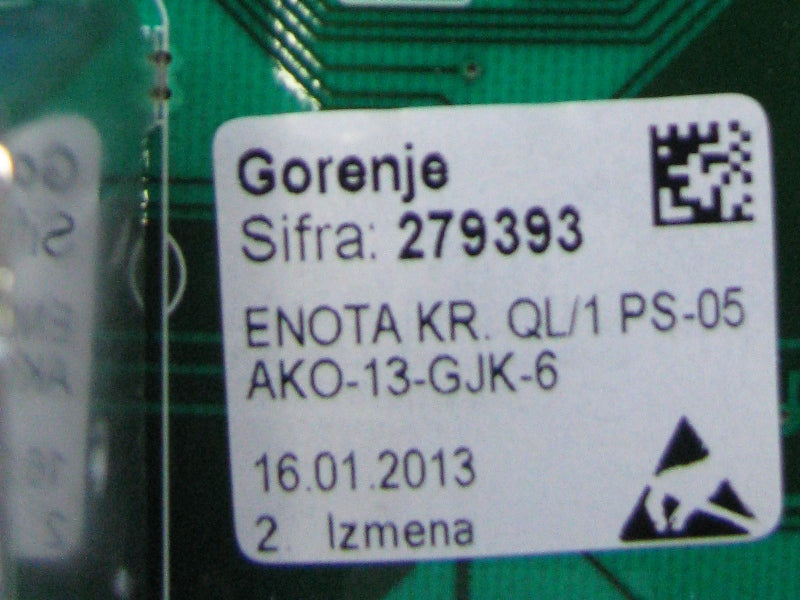 Gorenje
Sifra: 279393
ENOTA KR. QL/1 PS-05
AKO-13-GJK-6
16.01.2013
2. Izmena